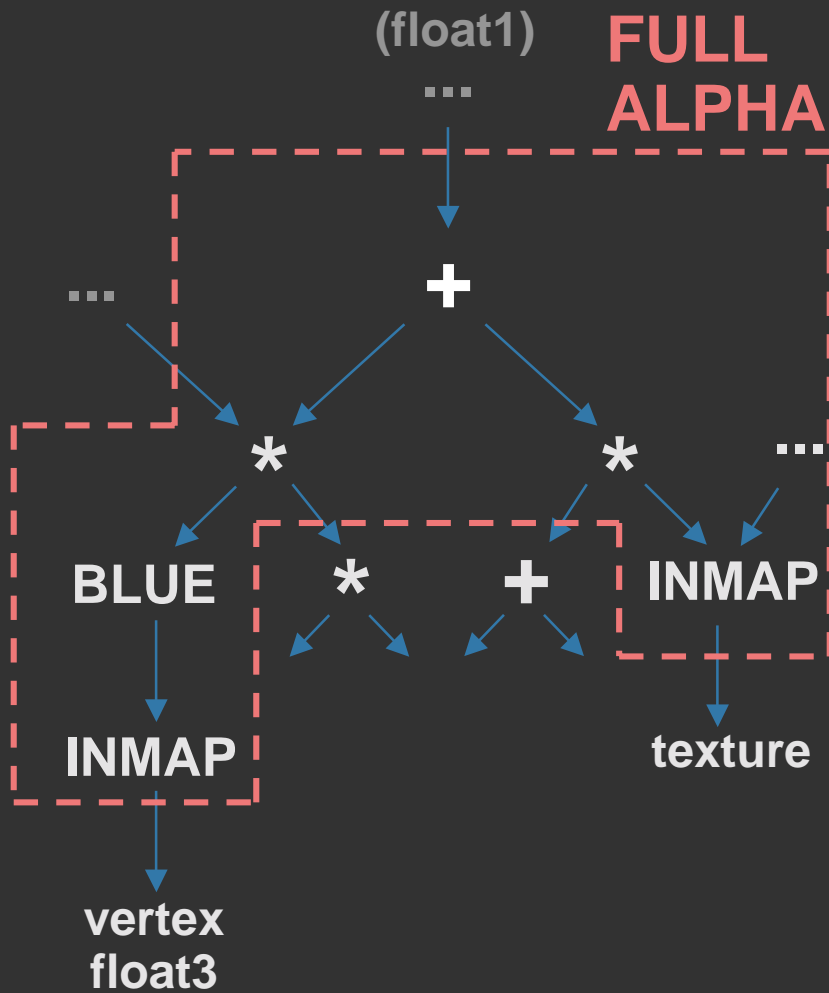 (float1)
FULL
ALPHA
...
+
...
*
*
...
BLUE
*
+
INMAP
INMAP
texture
vertex
float3